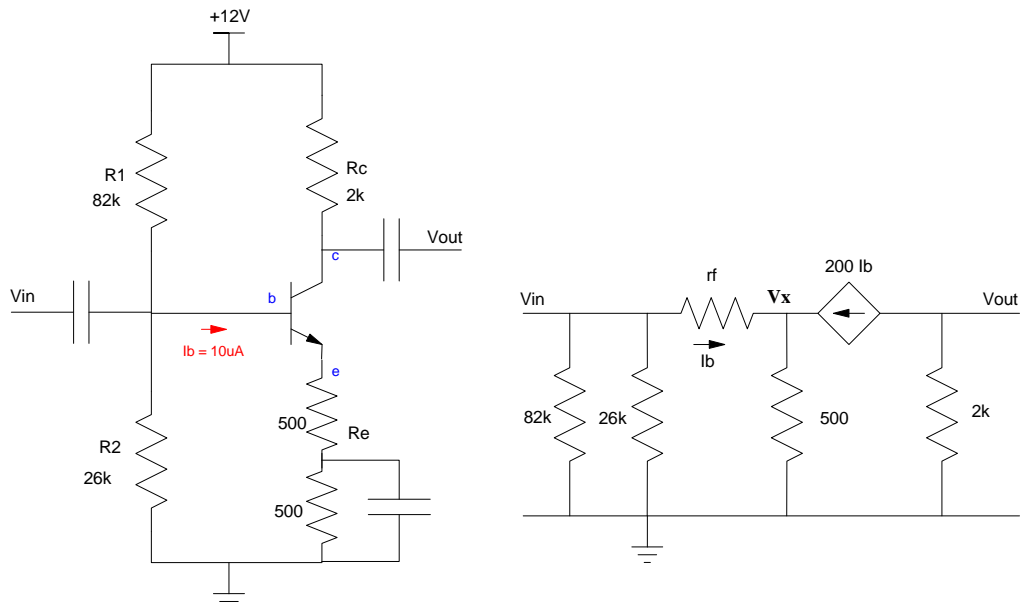 +12V
R1
82k
Rc
2k
Vout
c
Vin
b
Ib = 10uA
e
500
Re
R2
26k
500
Vin
rf
Vx
200 Ib
Vout
Ib
82k
26k
500
2k